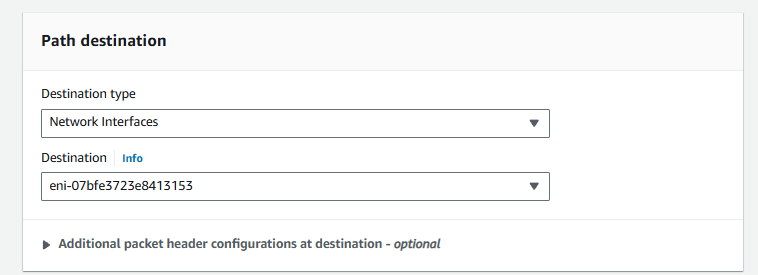 Path destination
Destination type
Network Interfaces
Destination Info
eni-07bfe3723e8413153
Additional packet header configurations at destination - optional